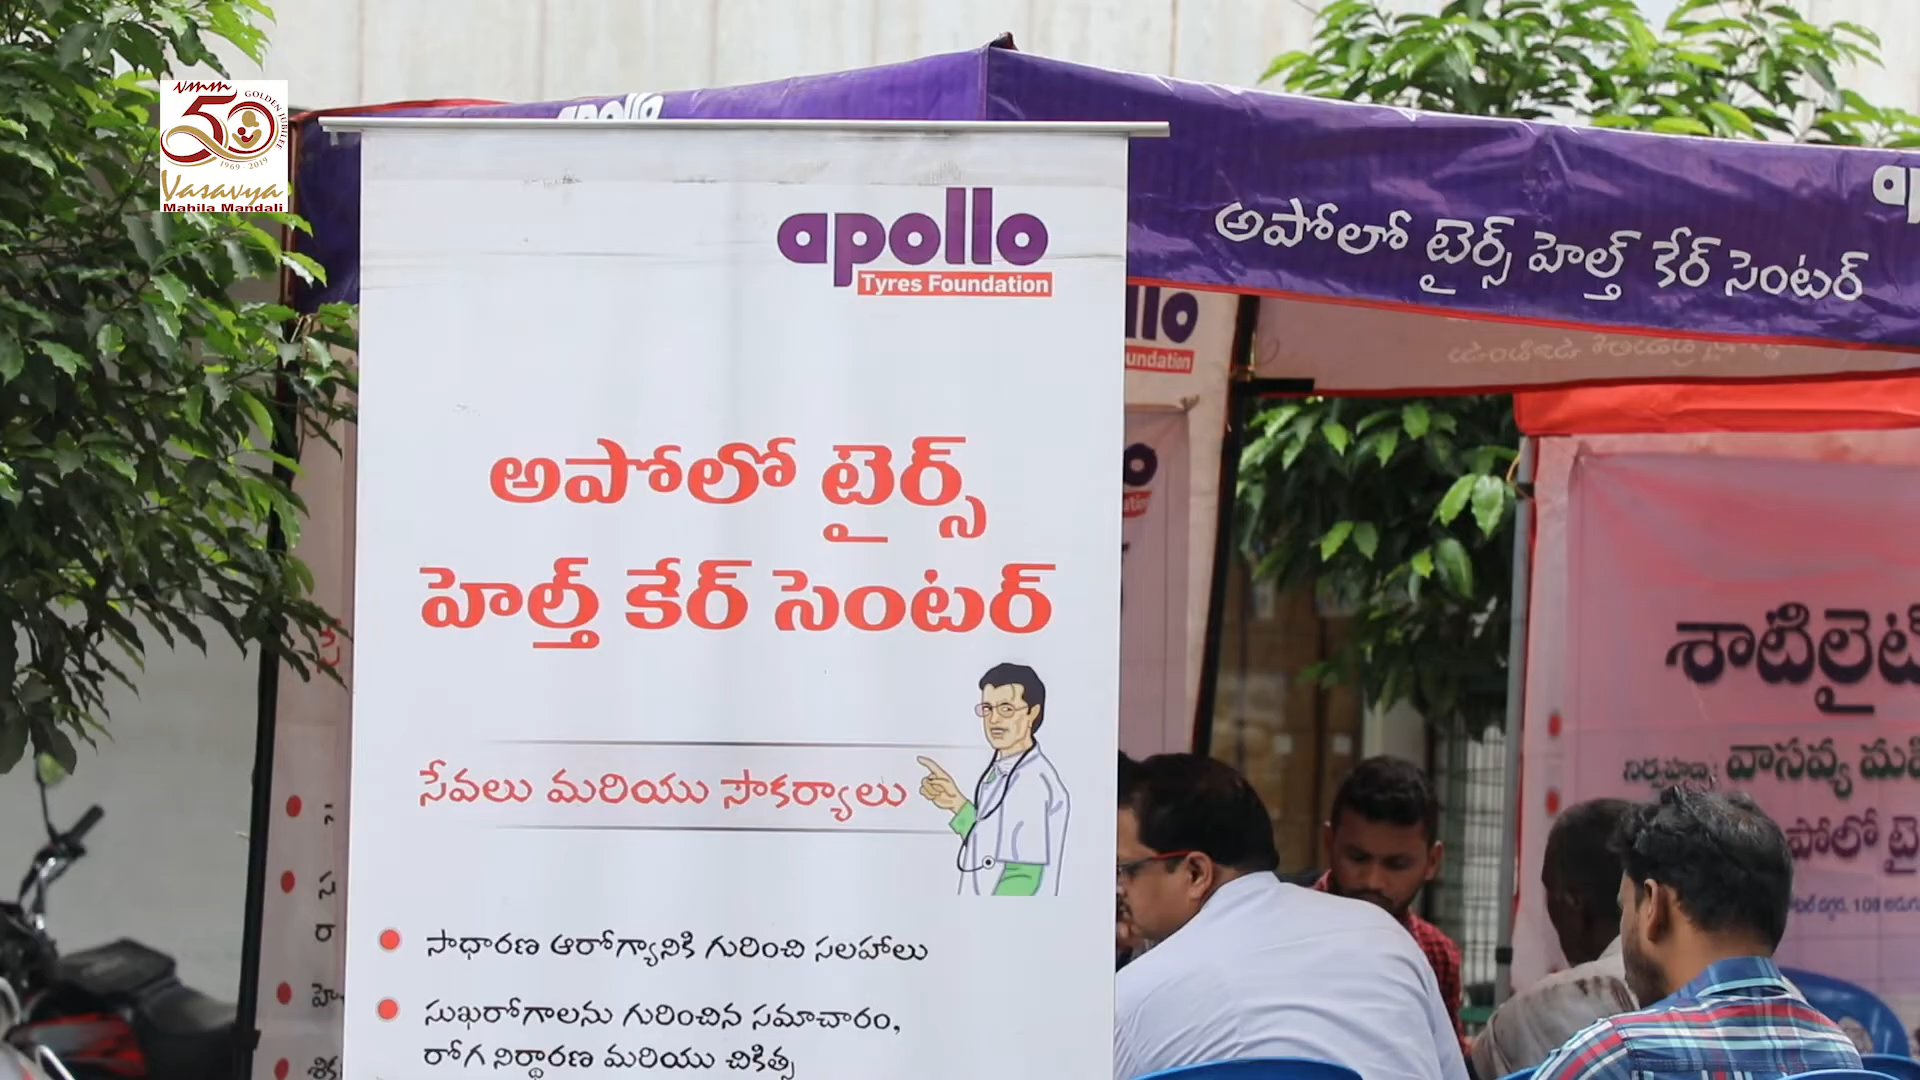 vmm
50
GOLDEN JUBILEE
1969 - 2019
Vasavya
Mahila Mandali
apollo
apollo
Tyres Foundation
అపోలో టైర్స్ హెల్త్ కేర్ సెంటర్
అపోలో టైర్స్
హెల్త్ కేర్ సెంటర్
సేవలు మరియు సౌకర్యాలు
సాధారణ ఆరోగ్యానికి గురించి సలహాలు
సుఖరోగాలను గురించిన సమాచారం,
రోగ నిర్ధారణ మరియు చికిత్స
శాటిలైట్
నిర్వహణ: వాసవ్య